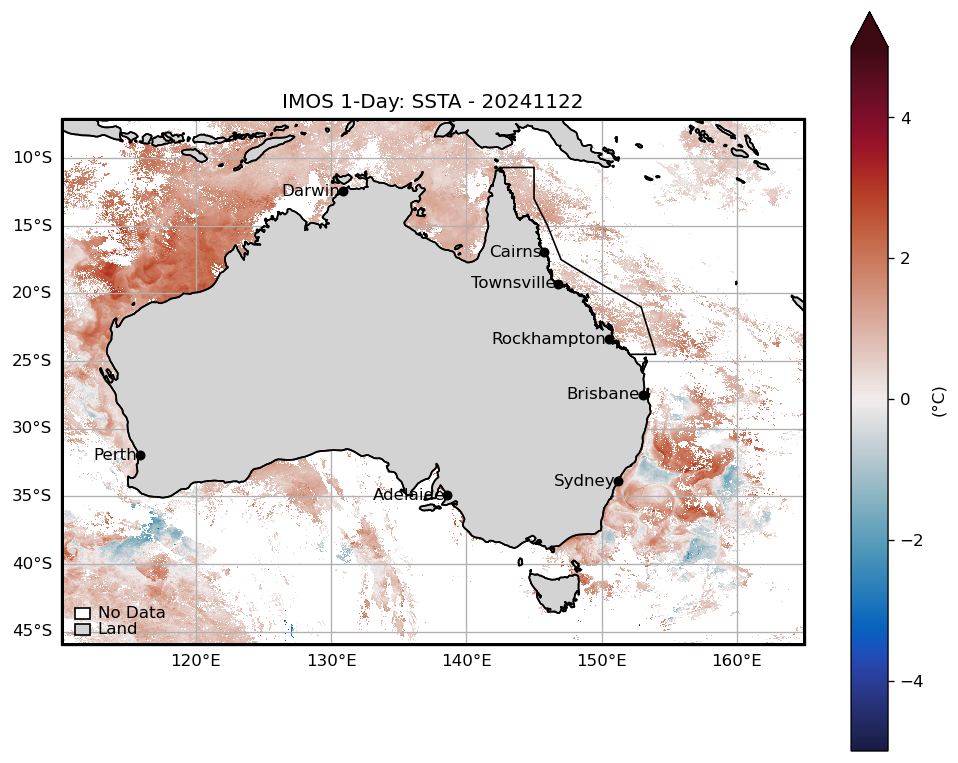 IMOS 1-Day: SSTA - 20241122
10°S
15°S
20°S
25°S
30°S
35°S
40°S
45°S
Darwin
Cairns
Townsville
Rockhampton
Brisbane
Perth
Sydney
Adelaide
No Data
Land
120°E
130°E
140°E
150°E
160°E
4
2
0
−2
−4
(°C)